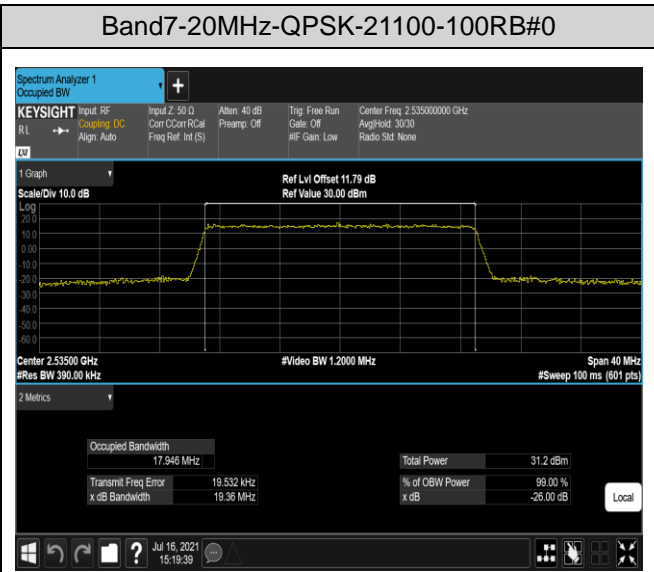 Band7-20MHz-QPSK-21100-100RB#0
Spectrum Analyzer 1
Occupied BW
KEYSIGHT
RL
LXI
Input: RF
Coupling: DC
Align: Auto
Input Z: 50 Ω
Corr CCorr RCal
Freq Ref: Int (S)
Atten: 40 dB
Preamp: Off
Trig: Free Run
Gate: Off
#IF Gain: Low
Center Freq: 2.535000000 GHz
Avg|Hold: 30/30
Radio Std: None
1 Graph
Scale/Div 10.0 dB
Ref Lvl Offset 11.79 dB
Ref Value 30.00 dBm
Log
20.0
10.0
0.00
-10.0
-20.0
-30.0
-40.0
-50.0
-60.0
Center 2.53500 GHz
#Video BW 1.2000 MHz
Span 40 MHz
#Res BW 390.00 kHz
#Sweep 100 ms (601 pts)
2 Metrics
Occupied Bandwidth
17.946 MHz
Total Power 31.2 dBm
Transmit Freq Error 19.532 kHz
% of OBW Power 99.00 %
x dB Bandwidth 19.36 MHz
x dB -26.00 dB
Local
?
Jul 16, 2021
15:19:39